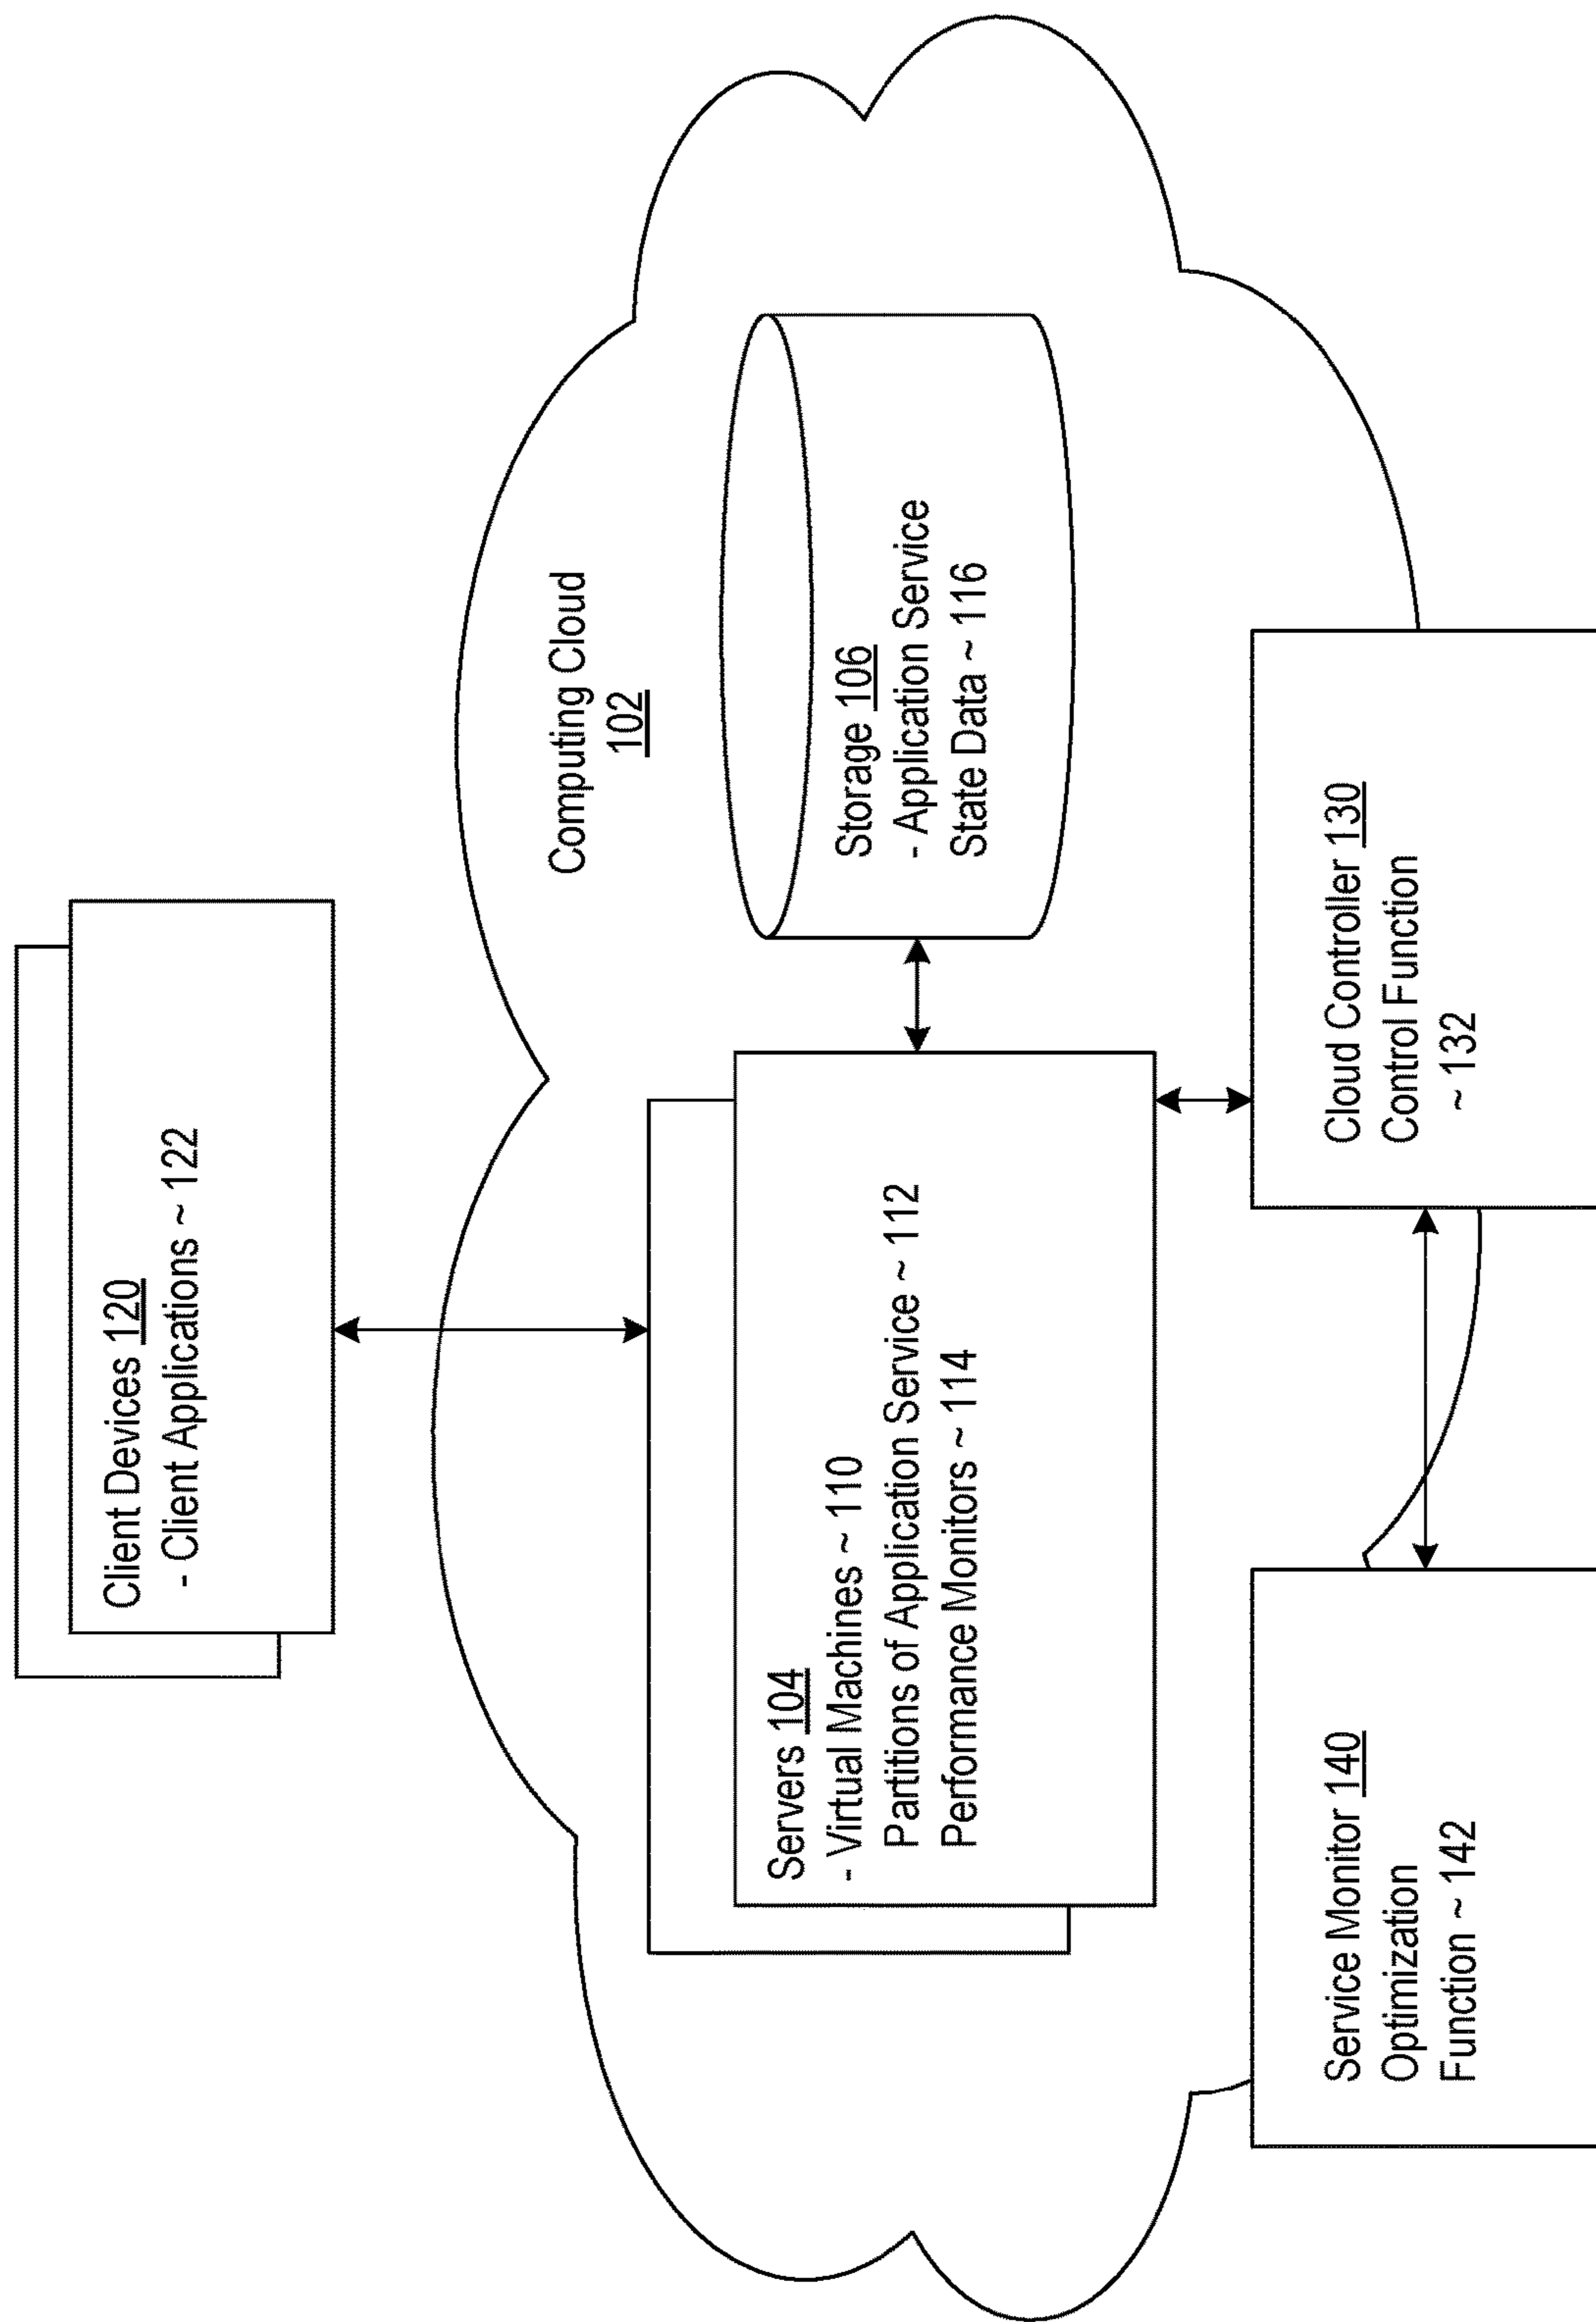 Client Devices 120
- Client Applications ~ 122
Computing Cloud
102
Servers 104
- Virtual Machines ~ 110
Partitions of Application Service ~ 112
Performance Monitors ~ 114
Storage 106
- Application Service
State Data ~ 116
Service Monitor 140
Optimization
Function ~ 142
Cloud Controller 130
Control Function
~ 132